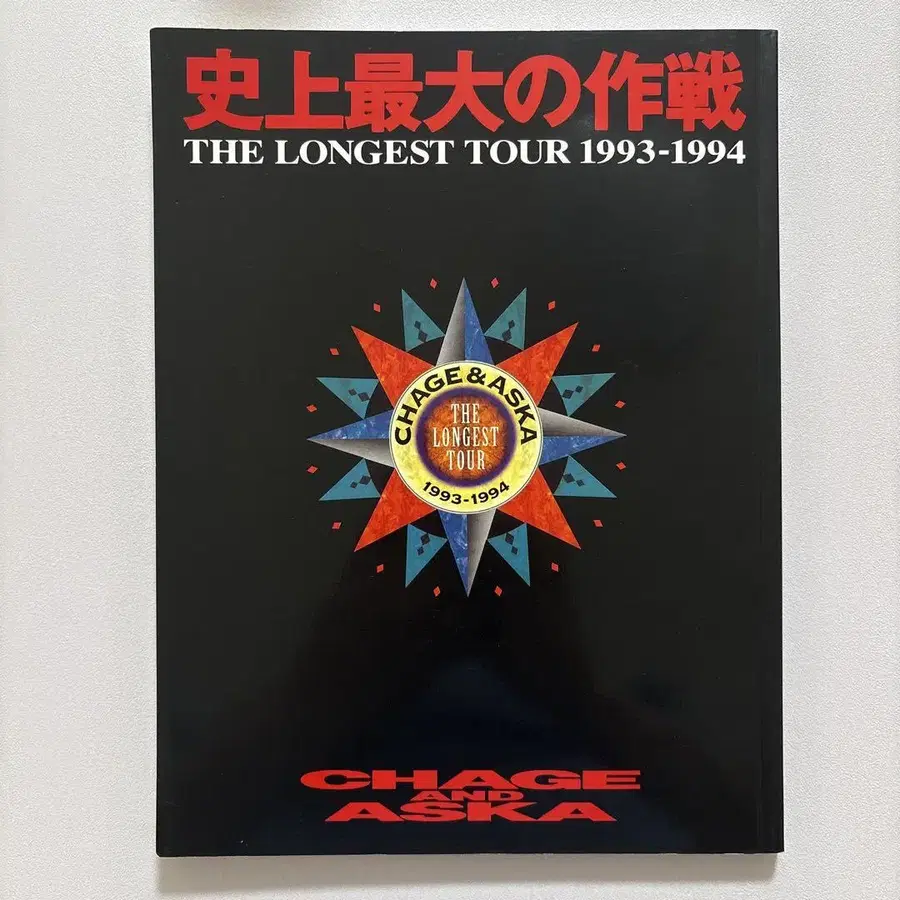 史上最大の作戦
THE LONGEST TOUR 1993-1994
CHAGE & ASKA
THE
LONGEST
TOUR
1993-1994
CHAGE
AND
ASKA